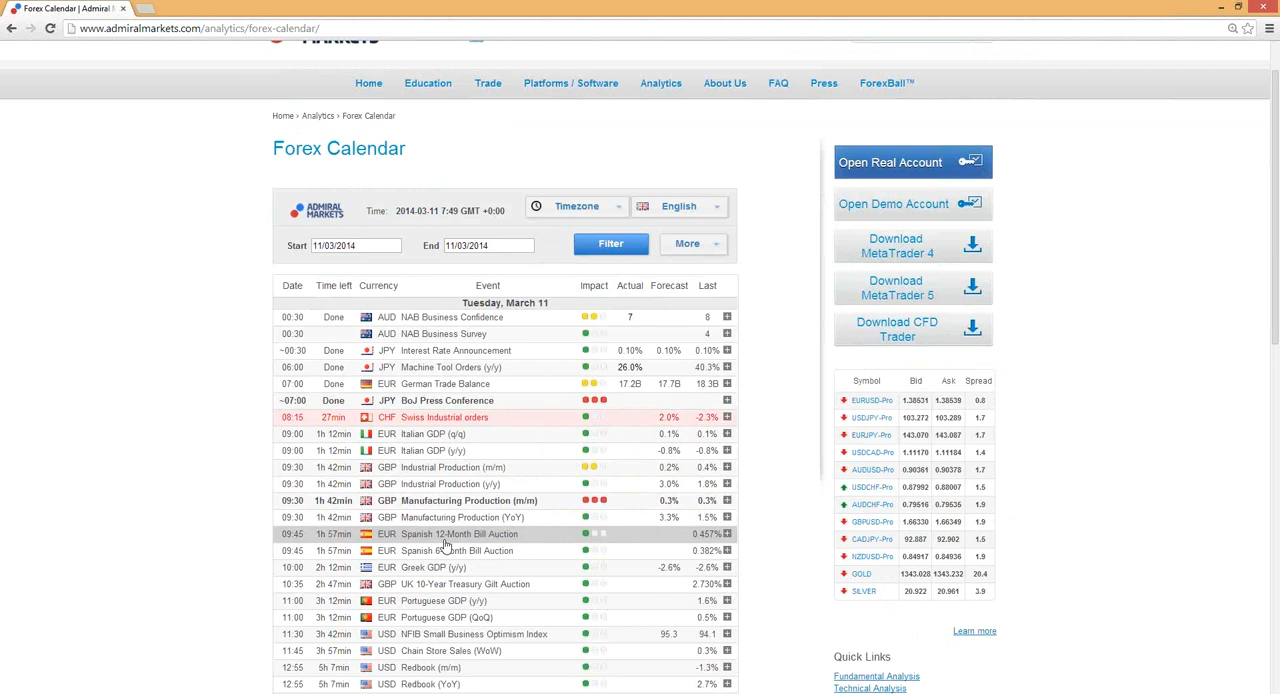 Forex Calendar | Admiral M
www.admiralmarkets.com/analytics/forex-calendar/
Home Education Trade Platforms / Software Analytics About Us FAQ Press ForexBall™
Home › Analytics › Forex Calendar
Forex Calendar
ADMIRAL MARKETS Time: 2014-03-11 7:49 GMT +0:00 Timezone English
Start 11/03/2014 End 11/03/2014 Filter More
Date Time left Currency Event Impact Actual Forecast Last
Tuesday, March 11
00:30 Done AUD NAB Business Confidence 7 8
00:30 AUD NAB Business Survey 4
~00:30 Done JPY Interest Rate Announcement 0.10% 0.10% 0.10%
06:00 Done JPY Machine Tool Orders (y/y) 26.0% 40.3%
07:00 Done EUR German Trade Balance 17.2B 17.7B 18.3B
~07:00 Done JPY BoJ Press Conference
08:15 27min CHF Swiss Industrial orders 2.0% -2.3%
09:00 1h 12min EUR Italian GDP (q/q) 0.1% 0.1%
09:00 1h 12min EUR Italian GDP (y/y) -0.8% -0.8%
09:30 1h 42min GBP Industrial Production (m/m) 0.2% 0.4%
09:30 1h 42min GBP Industrial Production (y/y) 3.0% 1.8%
09:30 1h 42min GBP Manufacturing Production (m/m) 0.3% 0.3%
09:30 1h 42min GBP Manufacturing Production (YoY) 3.3% 1.5%
09:45 1h 57min EUR Spanish 12-Month Bill Auction 0.457%
09:45 1h 57min EUR Spanish 6-Month Bill Auction 0.382%
10:00 2h 12min EUR Greek GDP (y/y) -2.6% -2.6%
10:35 2h 47min GBP UK 10-Year Treasury Gilt Auction 2.730%
11:00 3h 12min EUR Portuguese GDP (y/y) 1.6%
11:00 3h 12min EUR Portuguese GDP (QoQ) 0.5%
11:30 3h 42min USD NFIB Small Business Optimism Index 95.3 94.1
11:45 3h 57min USD Chain Store Sales (WoW) 0.3%
12:55 5h 7min USD Redbook (m/m) -1.3%
12:55 5h 7min USD Redbook (YoY) 2.7%
Open Real Account
Open Demo Account
Download
MetaTrader 4
Download
MetaTrader 5
Download CFD
Trader
Symbol Bid Ask Spread
EURUSD-Pro 1.38531 1.38539 0.8
USDJPY-Pro 103.272 103.289 1.7
EURJPY-Pro 143.070 143.087 1.7
USDCAD-Pro 1.11170 1.11184 1.4
AUDUSD-Pro 0.90361 0.90378 1.7
USDCHF-Pro 0.87992 0.88007 1.5
AUDCHF-Pro 0.79516 0.79535 1.9
GBPUSD-Pro 1.66330 1.66349 1.9
CADJPY-Pro 92.887 92.902 1.5
NZDUSD-Pro 0.84917 0.84936 1.9
GOLD 1343.028 1343.232 20.4
SILVER 20.922 20.961 3.9
Learn more
Quick Links
Fundamental Analysis
Technical Analysis